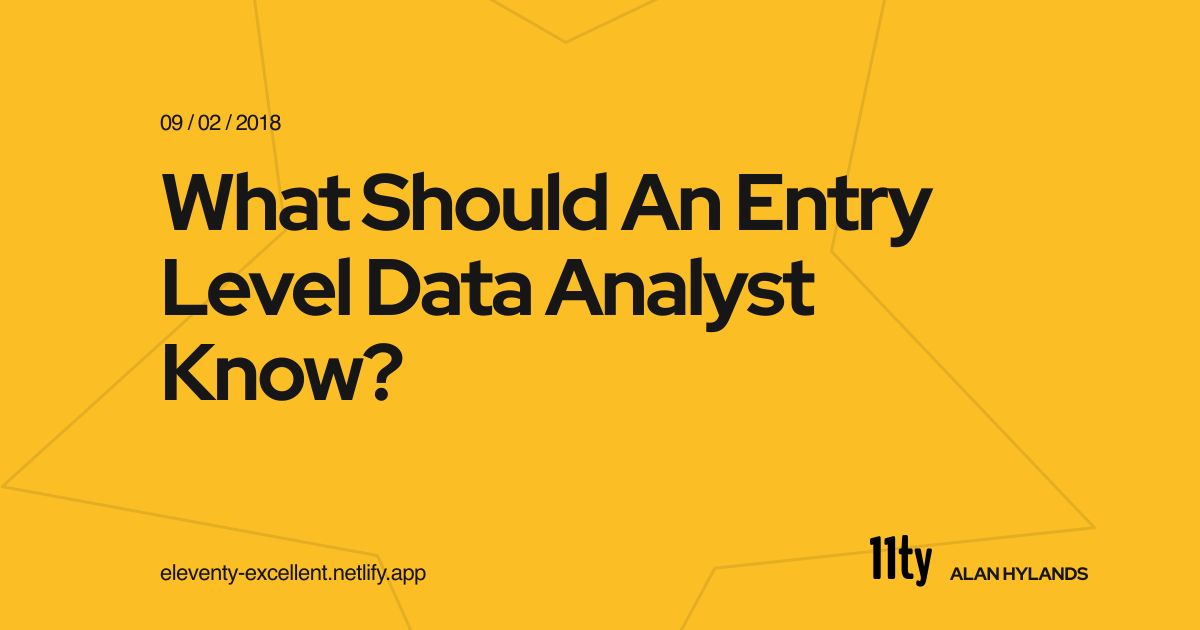 09 / 02 / 2018
What Should An Entry
Level Data Analyst
Know?
eleventy-excellent.netlify.app
11ty ALAN HYLANDS